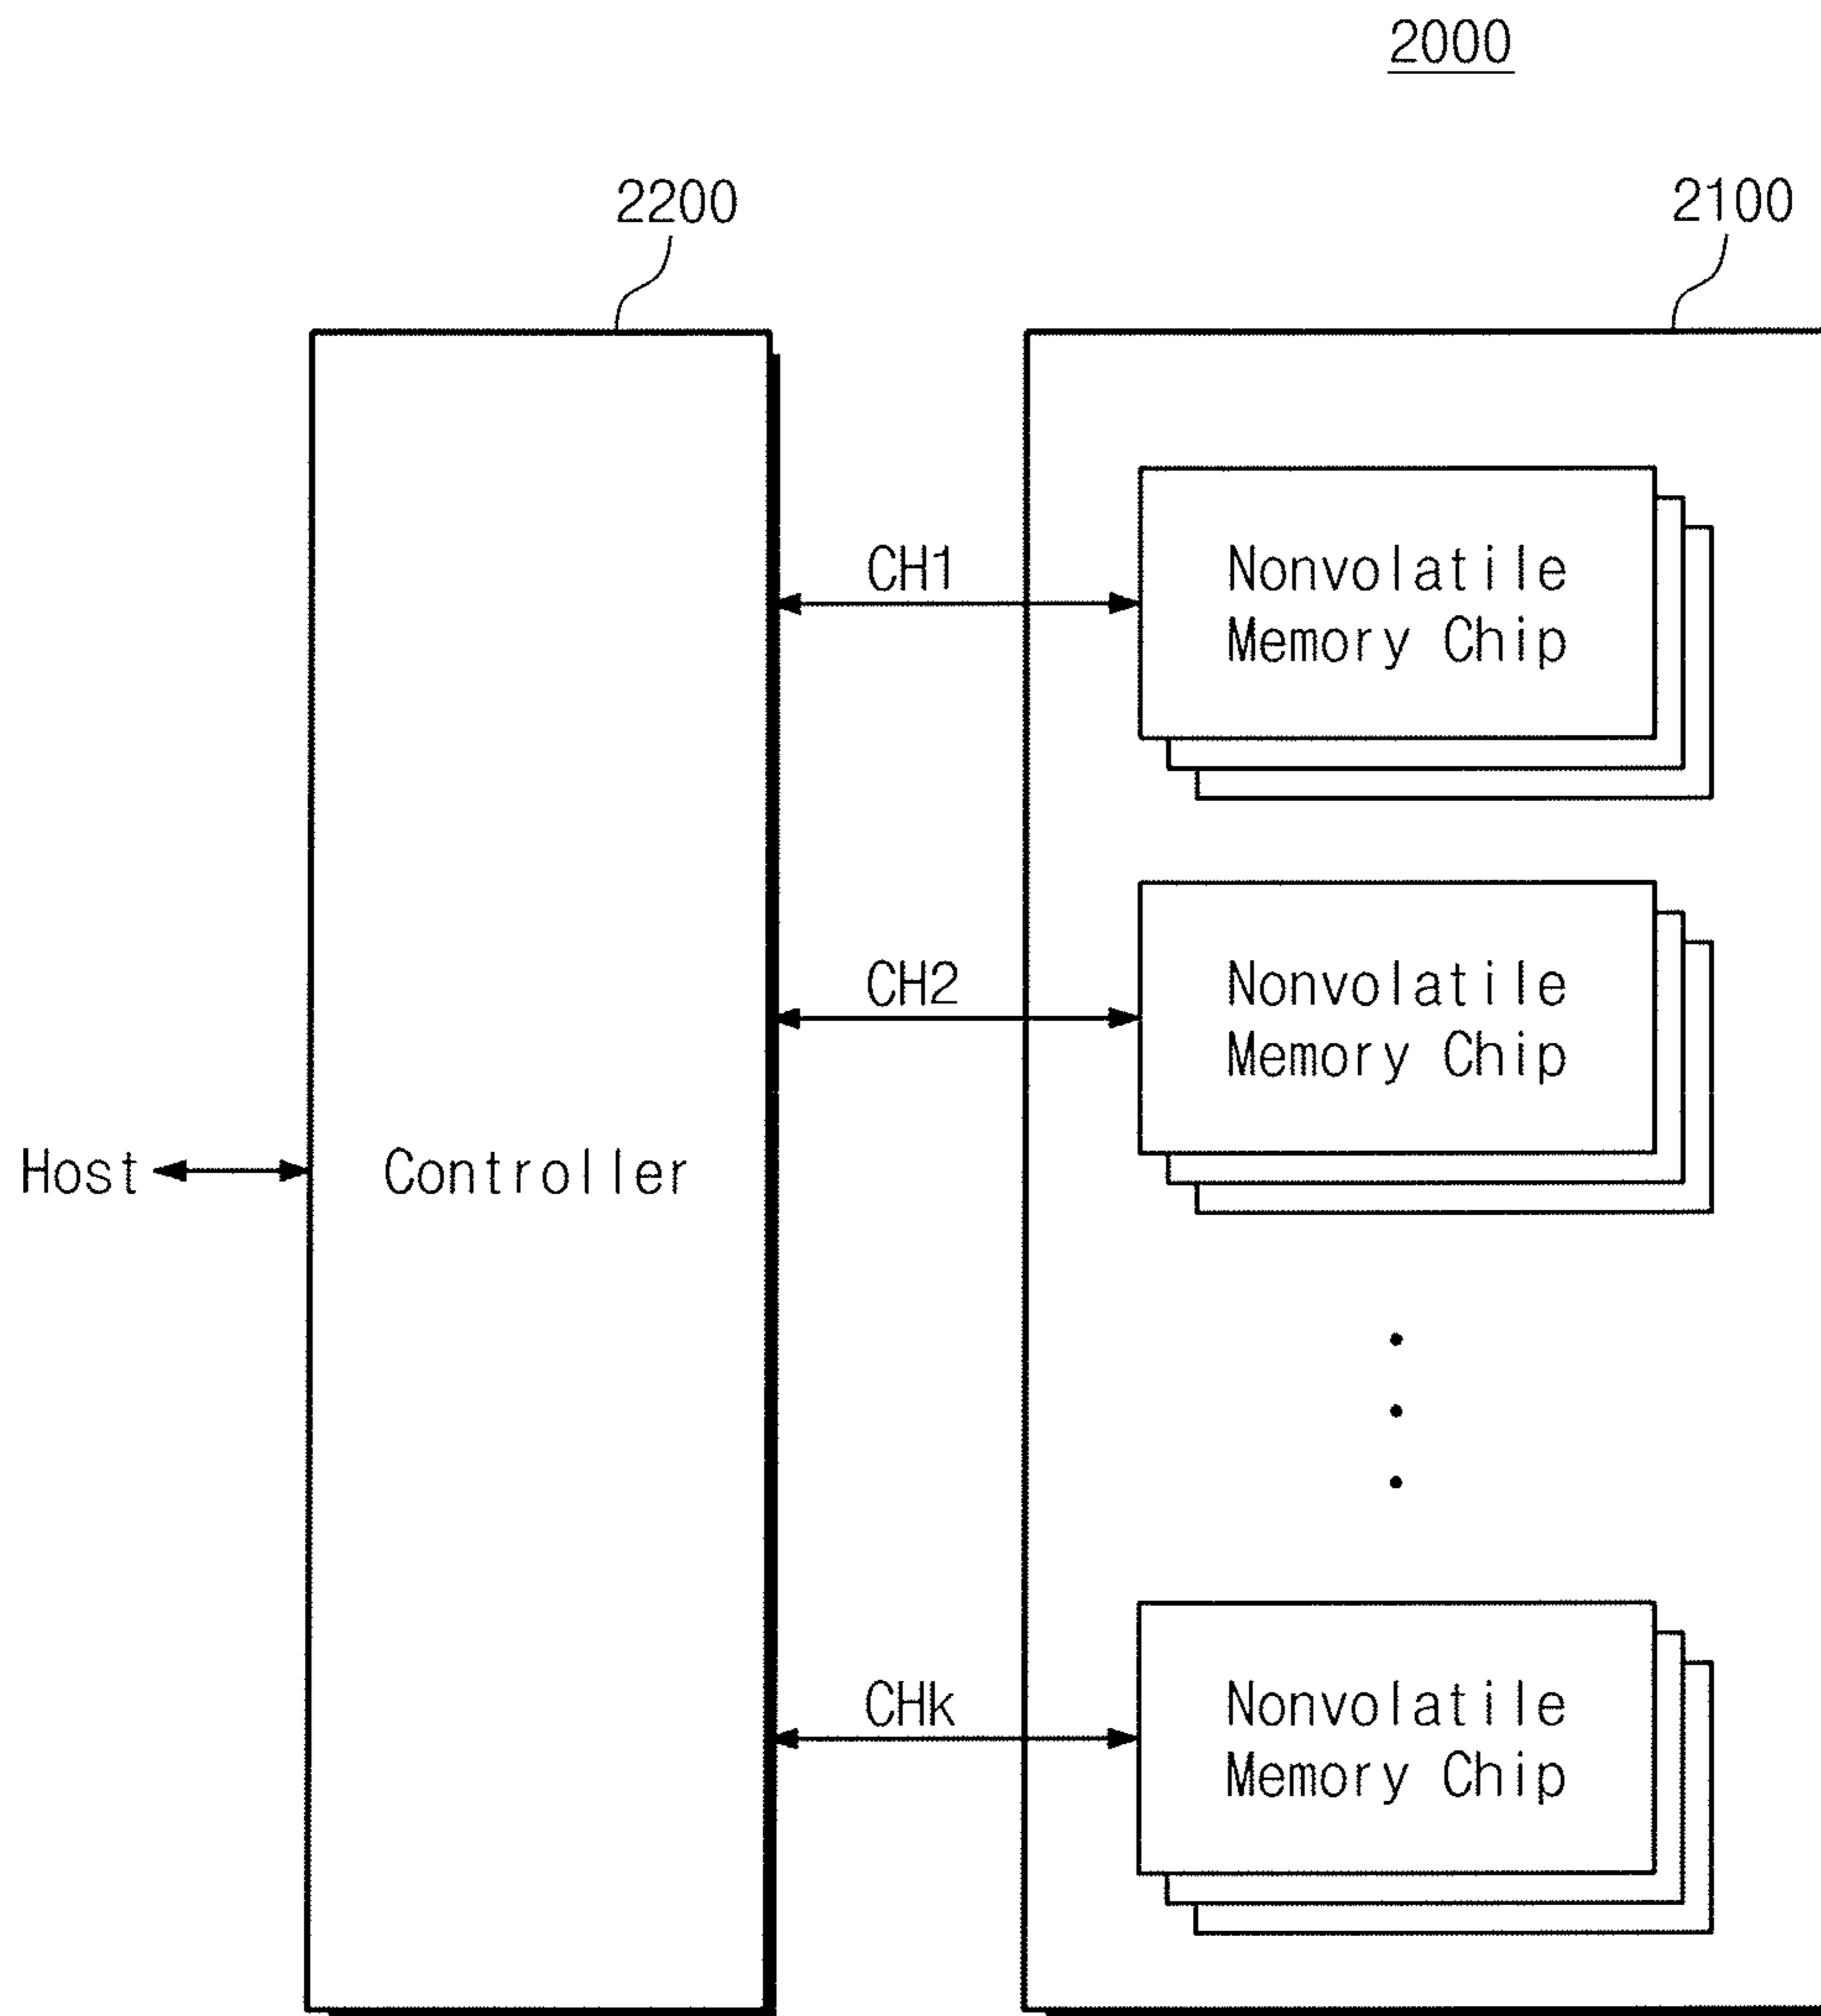 2000
2200
2100
CH1
Nonvolatile
Memory Chip
CH2
Nonvolatile
Memory Chip
Host
Controller
CHk
Nonvolatile
Memory Chip